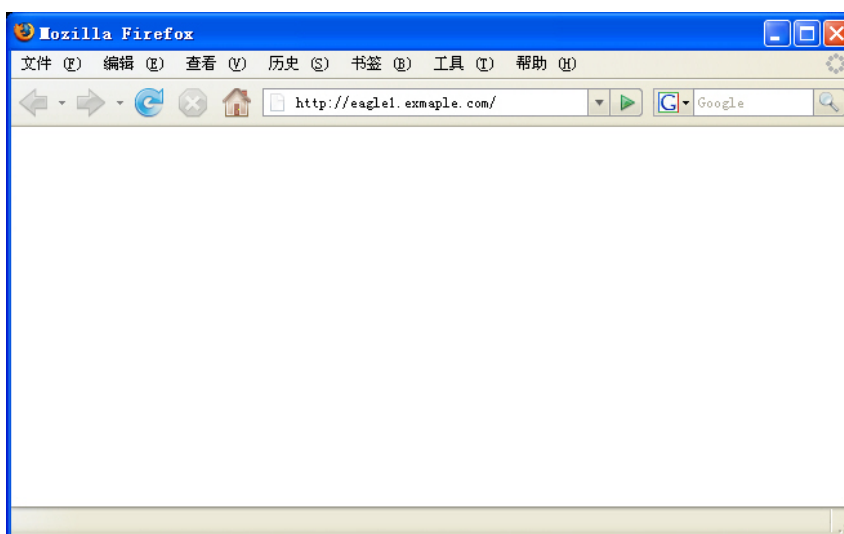 Mozilla Firefox
文件 (F) 编辑 (E) 查看 (V) 历史 (S) 书签 (B) 工具 (T) 帮助 (H)
http://eagle1.exmaple.com/ G Google